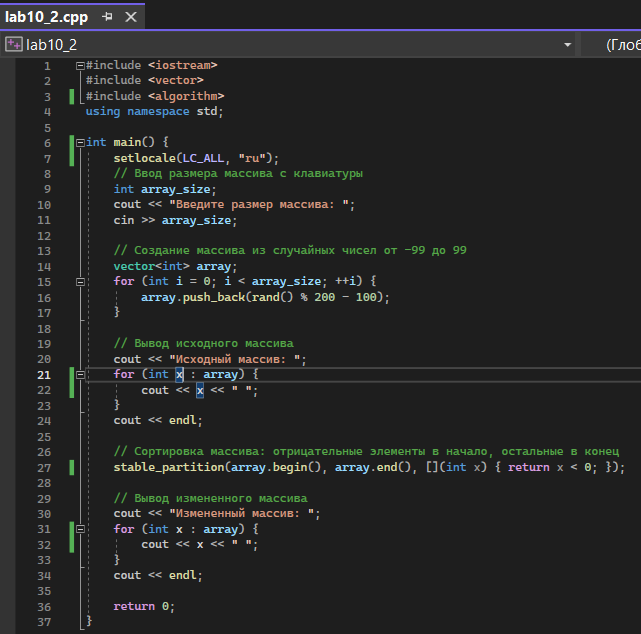 lab10_2.cpp
lab10_2 (Глоб
1 #include <iostream>
2 #include <vector>
3 #include <algorithm>
4 using namespace std;
5
6 int main() {
7 setlocale(LC_ALL, "ru");
8 // Ввод размера массива с клавиатуры
9 int array_size;
10 cout << "Введите размер массива: ";
11 cin >> array_size;
12
13 // Создание массива из случайных чисел от -99 до 99
14 vector<int> array;
15 for (int i = 0; i < array_size; ++i) {
16 array.push_back(rand() % 200 - 100);
17 }
18
19 // Вывод исходного массива
20 cout << "Исходный массив: ";
21 for (int x : array) {
22 cout << x << " ";
23 }
24 cout << endl;
25
26 // Сортировка массива: отрицательные элементы в начало, остальные в конец
27 stable_partition(array.begin(), array.end(), [](int x) { return x < 0; });
28
29 // Вывод измененного массива
30 cout << "Измененный массив: ";
31 for (int x : array) {
32 cout << x << " ";
33 }
34 cout << endl;
35
36 return 0;
37 }